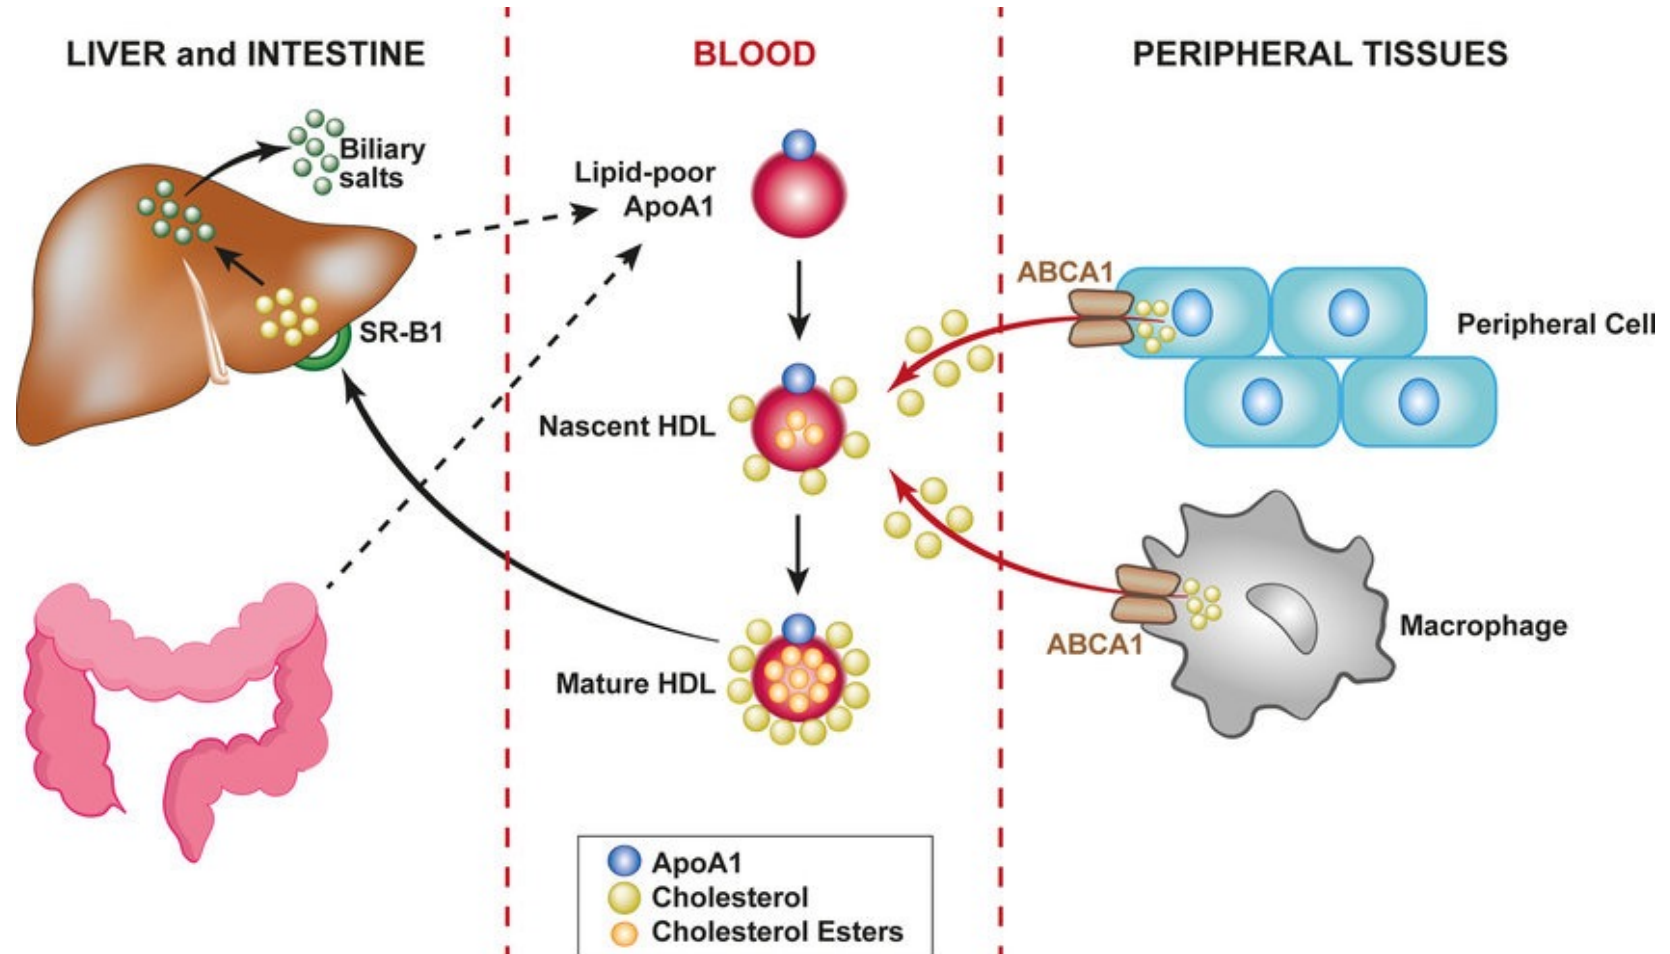 LIVER and INTESTINE
BLOOD
PERIPHERAL TISSUES
Biliary
salts
SR-B1
Lipid-poor
ApoA1
Nascent HDL
Mature HDL
ABCA1
Peripheral Cell
ABCA1
Macrophage
ApoA1
Cholesterol
Cholesterol Esters